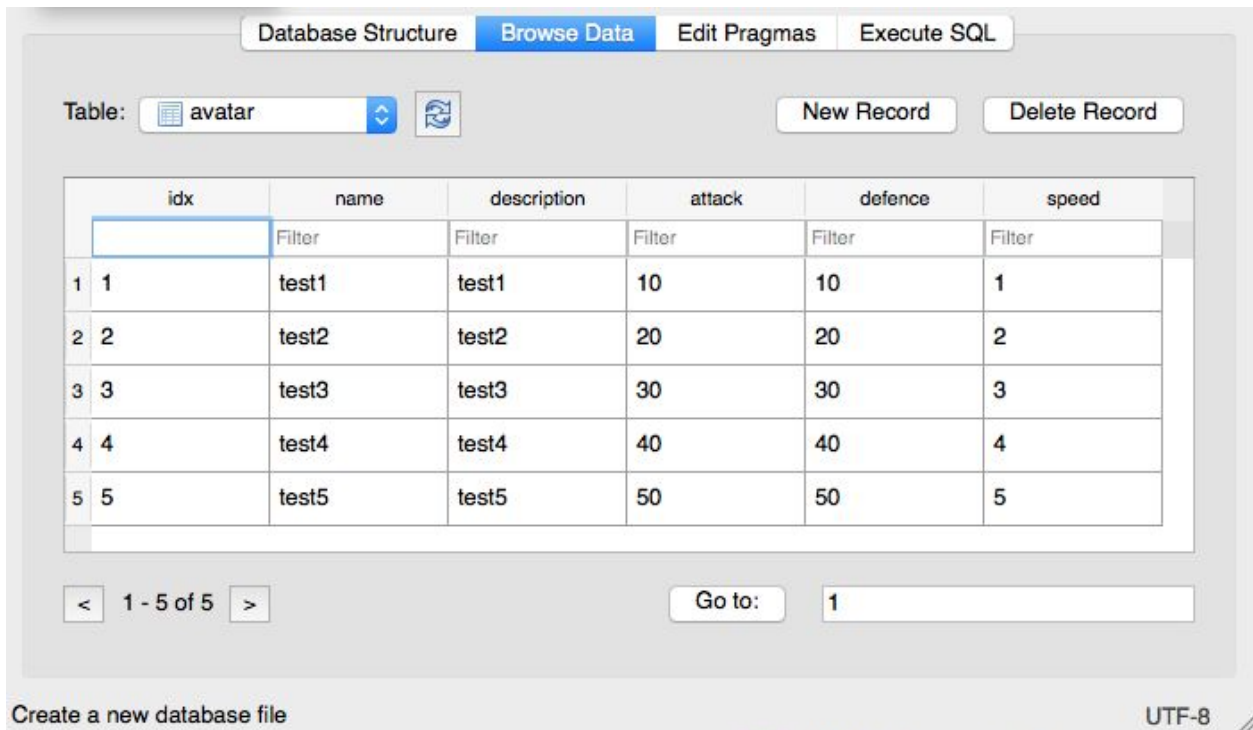 Database Structure Browse Data Edit Pragmas Execute SQL
Table: avatar New Record Delete Record
idx name description attack defence speed
Filter Filter Filter Filter Filter
1 1 test1 test1 10 10 1
2 2 test2 test2 20 20 2
3 3 test3 test3 30 30 3
4 4 test4 test4 40 40 4
5 5 test5 test5 50 50 5
< 1 - 5 of 5 > Go to: 1
Create a new database file UTF-8